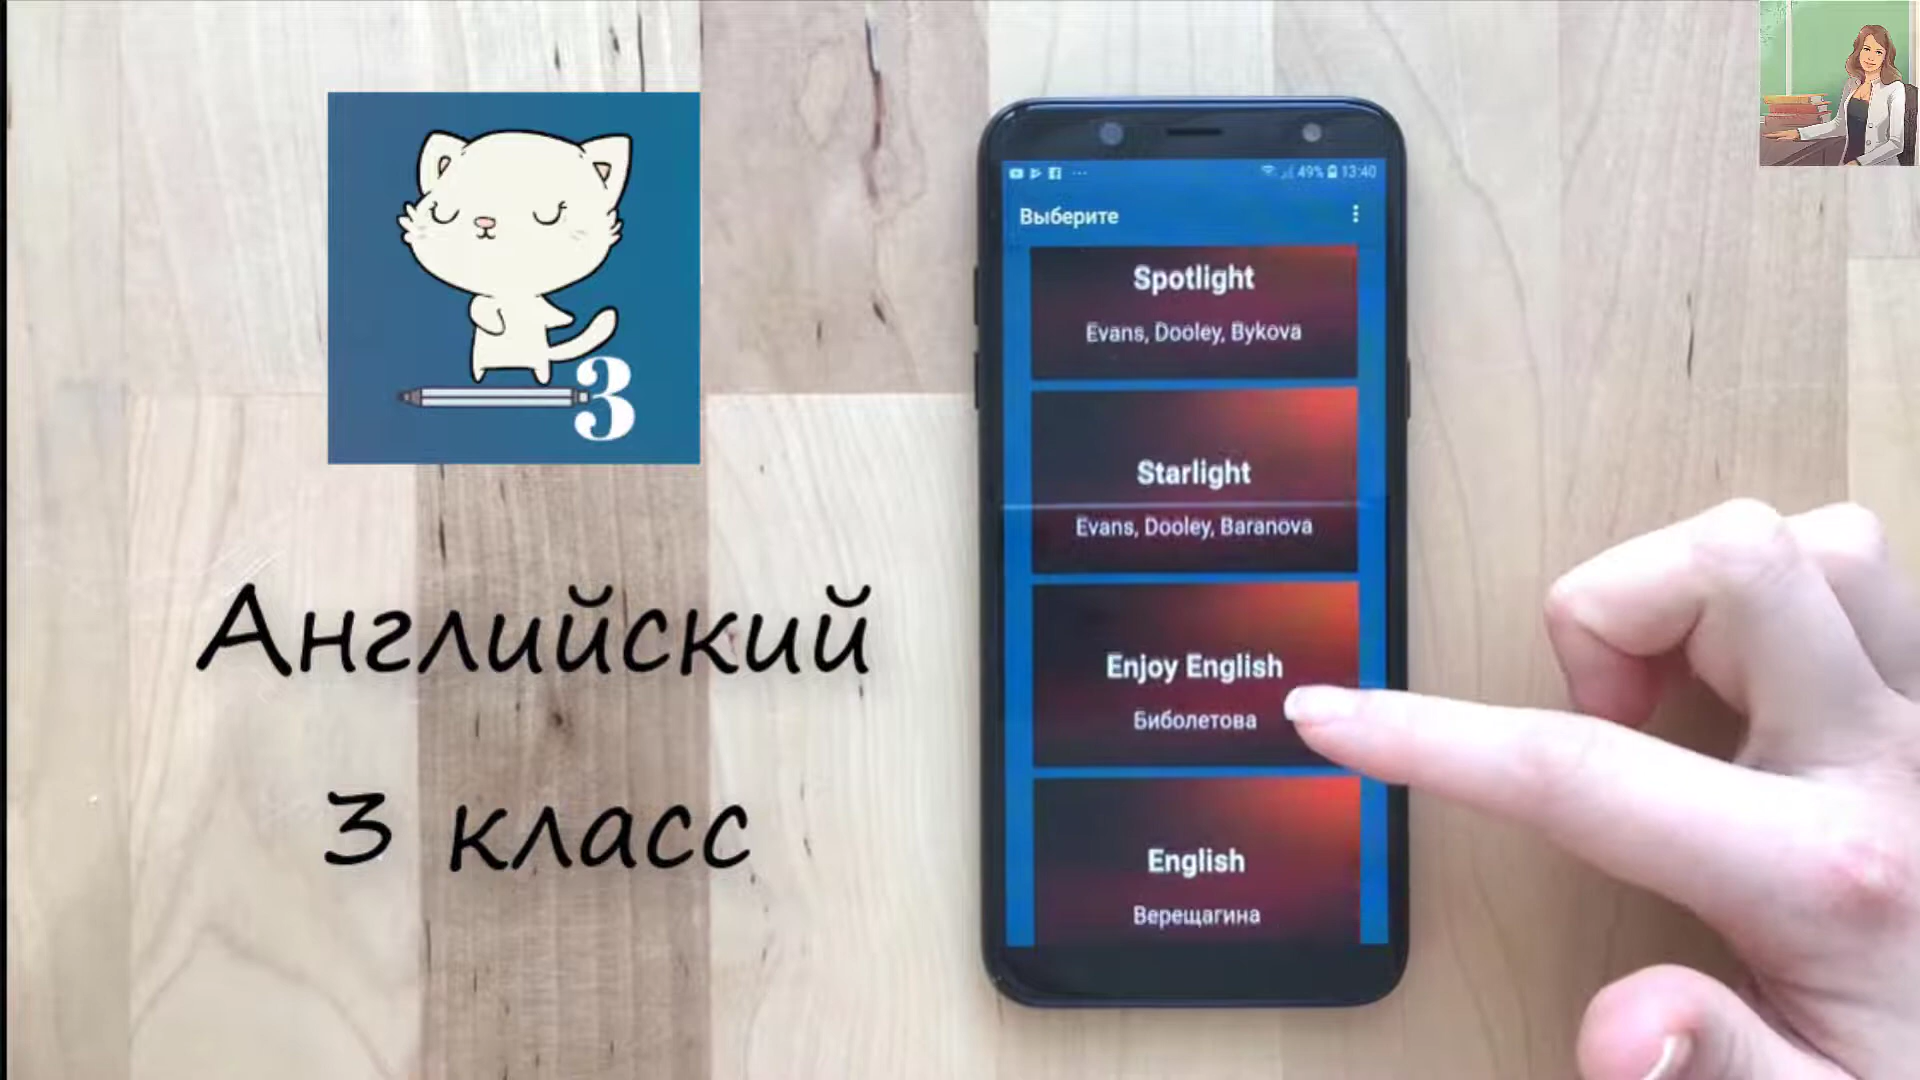 3
Английский
3 класс
49% 13:40
Выберите
Spotlight
Evans, Dooley, Bykova
Starlight
Evans, Dooley, Baranova
Enjoy English
Биболетова
English
Верещагина